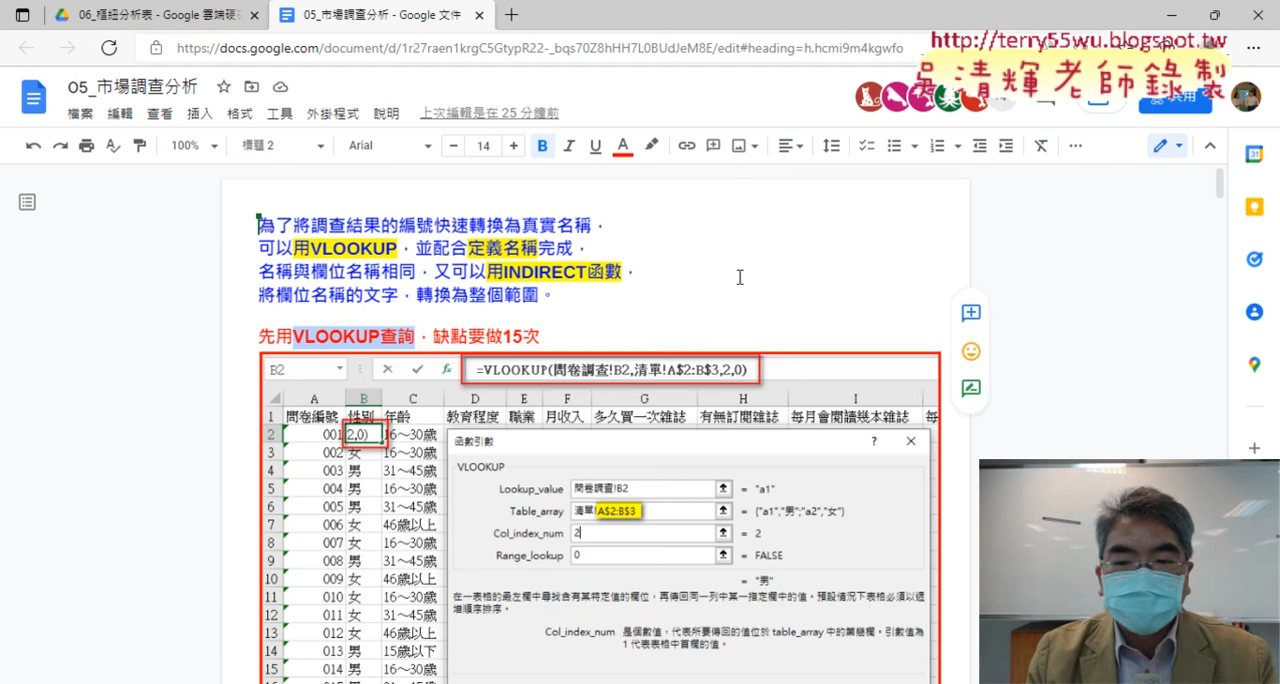 06_樞紐分析表 - Google 雲端硬
05_市場調查分析 - Google 文件
https://docs.google.com/document/d/1r27raen1krgC5GtypR22-_bqs70Z8hHH7L0BUdJeM8E/edit#heading=h.hcmi9m4kgwfo
http://terry55wu.blogspot.tw
吳清輝老師錄製
05_市場調查分析
共用
檔案 編輯 查看 插入 格式 工具 外掛程式 說明 上次編輯是在 25 分鐘前
100% 標題 2 Arial 14 B I U A
為了將調查結果的編號快速轉換為真實名稱，
可以用VLOOKUP，並配合定義名稱完成，
名稱與欄位名稱相同，又可以用INDIRECT函數，
將欄位名稱的文字，轉換為整個範圍。
先用VLOOKUP查詢，缺點要做15次
B2 fx =VLOOKUP(問卷調查!B2,清單!A$2:B$3,2,0)
A B C D E F G H I
1 問卷編號 性別 年齡 教育程度 職業 月收入 多久買一次雜誌 有無訂閱雜誌 每月會閱讀幾本雜誌 每
2 001 2,0) 16～30歲
3 002 女 16～30歲
4 003 男 31～45歲
5 004 男 16～30歲
6 005 男 31～45歲
7 006 女 46歲以上
8 007 女 16～30歲
9 008 男 31～45歲
10 009 女 46歲以上
11 010 女 16～30歲
12 011 女 31～45歲
13 012 女 46歲以上
14 013 男 15歲以下
15 014 男 16～30歲
函數引數 ?
VLOOKUP
Lookup_value 問卷調查!B2 = "a1"
Table_array 清單!A$2:B$3 = {"a1","男";"a2","女"}
Col_index_num 2 = 2
Range_lookup 0 = FALSE
= "男"
在一表格的最左欄中尋找含有某特定值的欄位，再傳回同一列中某一指定欄中的值。預設情況下表格必須以遞
增順序排序。
Col_index_num 是個數值，代表所要傳回的值位於 table_array 中的第幾欄。引數值為
1 代表表格中首欄的值。